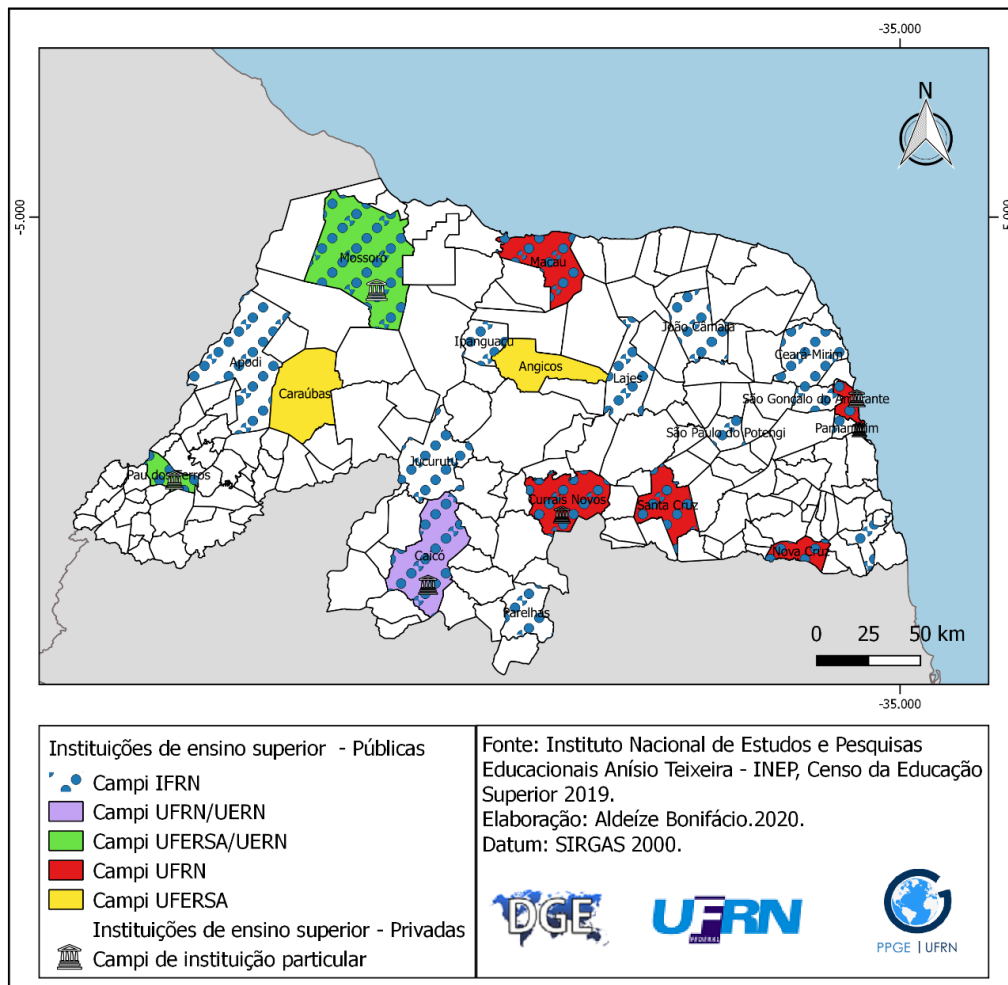 -35.000
N
-5.000
5.000
Mossoró
Macau
João Câmara
Ipanguaçu
Ceará-Mirim
Apodi
Angicos
Lajes
Caraúbas
São Gonçalo do Amarante
Parnamirim
São Paulo do Potengi
Jucurutu
Pau dos Ferros
Currais Novos
Santa Cruz
Caicó
Nova Cruz
Parelhas
0 25 50 km
-35.000
Instituições de ensino superior - Públicas
Campi IFRN
Campi UFRN/UERN
Campi UFERSA/UERN
Campi UFRN
Campi UFERSA
Instituições de ensino superior - Privadas
Campi de instituição particular
Fonte: Instituto Nacional de Estudos e Pesquisas
Educacionais Anísio Teixeira - INEP, Censo da Educação
Superior 2019.
Elaboração: Aldeíze Bonifácio.2020.
Datum: SIRGAS 2000.
DGE
UFRN
FEDERAL
G
PPGE | UFRN